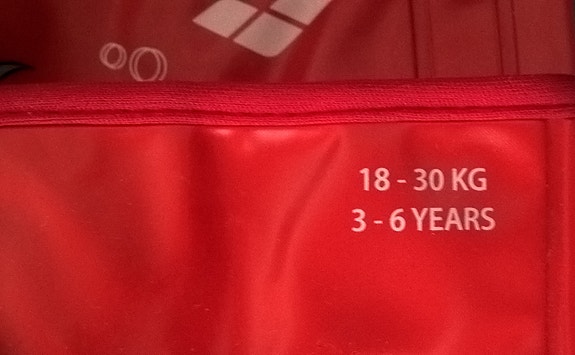 18 - 30 KG
3 - 6 YEARS